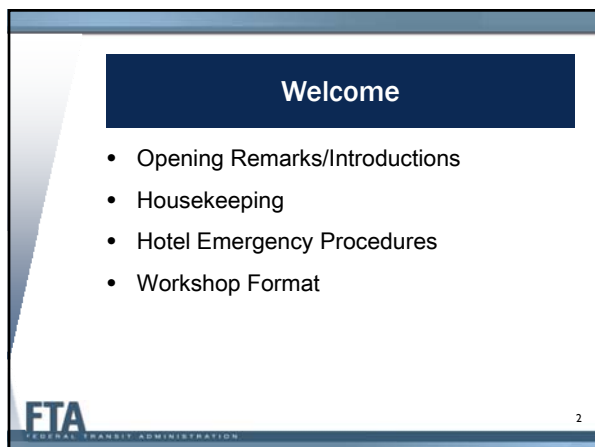 Welcome
• Opening Remarks/Introductions
• Housekeeping
• Hotel Emergency Procedures
• Workshop Format
FTA
FEDERAL TRANSIT ADMINISTRATION
2